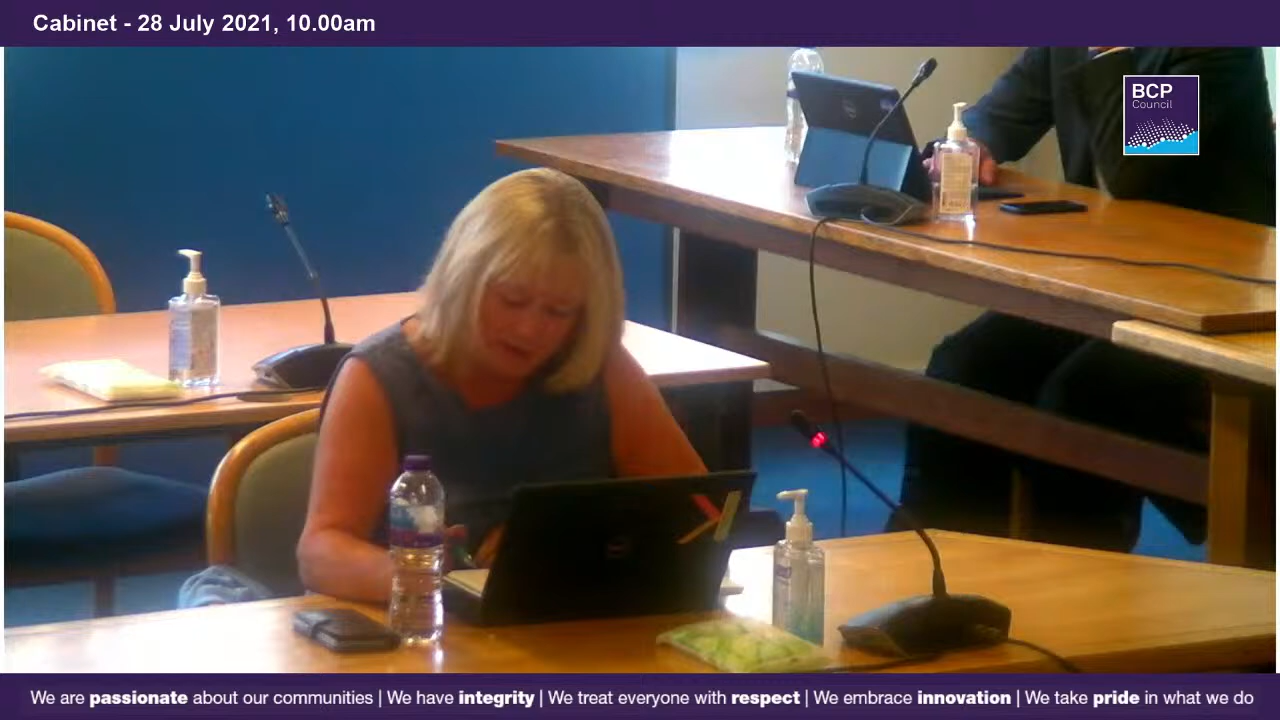 Cabinet - 28 July 2021, 10.00am
BCP
Council
We are passionate about our communities | We have integrity | We treat everyone with respect | We embrace innovation | We take pride in what we do